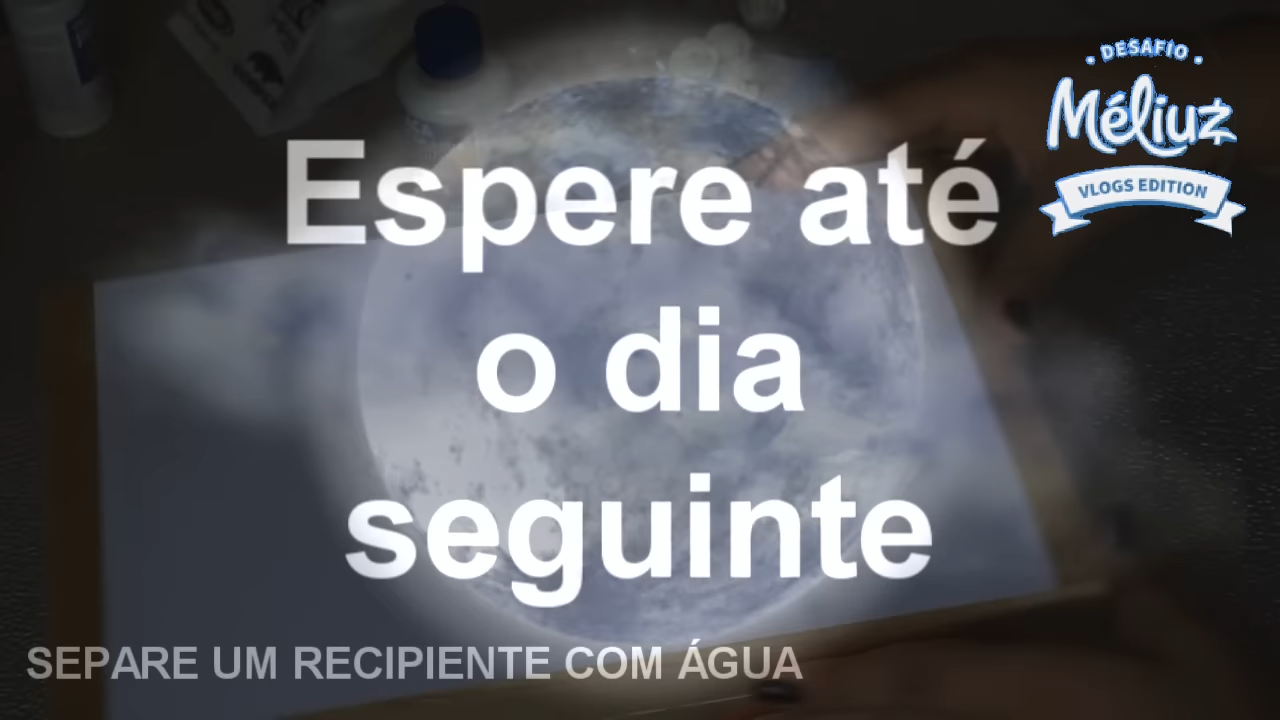 • DESAFIO •
Méliuz
VLOGS EDITION
Espere até
o dia
seguinte
SEPARE UM RECIPIENTE COM ÁGUA